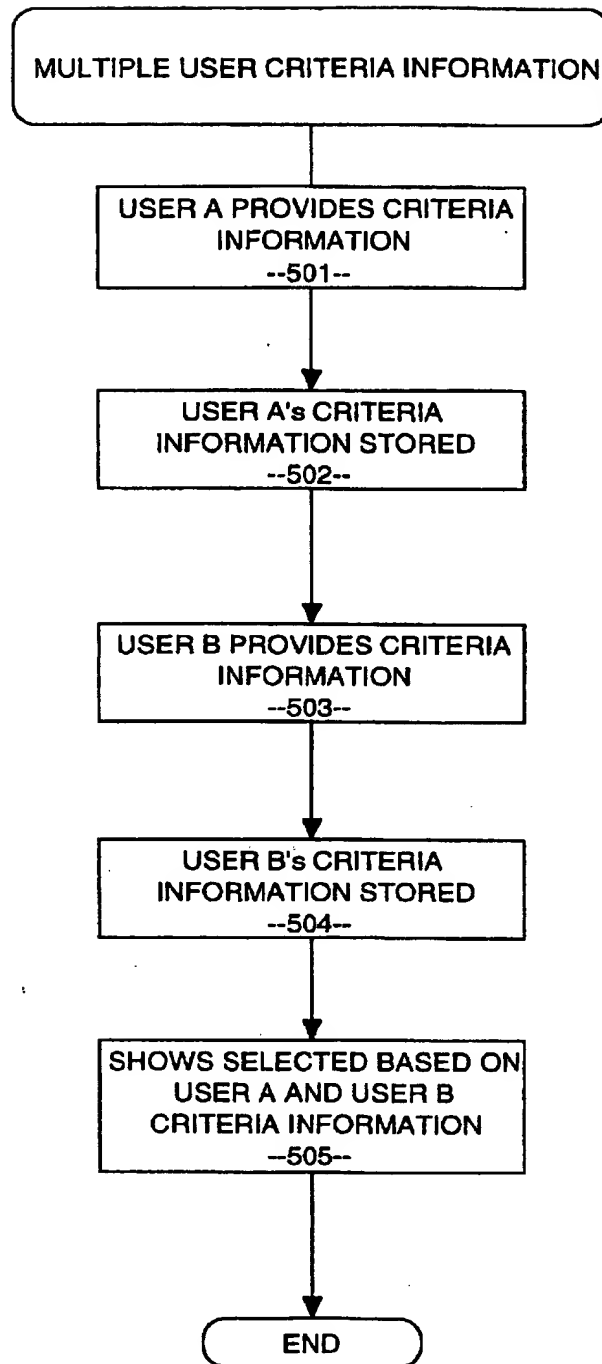 MULTIPLE USER CRITERIA INFORMATION
USER A PROVIDES CRITERIA
INFORMATION
--501--
USER A's CRITERIA
INFORMATION STORED
--502--
USER B PROVIDES CRITERIA
INFORMATION
--503--
USER B's CRITERIA
INFORMATION STORED
--504--
SHOWS SELECTED BASED ON
USER A AND USER B
CRITERIA INFORMATION
--505--
END